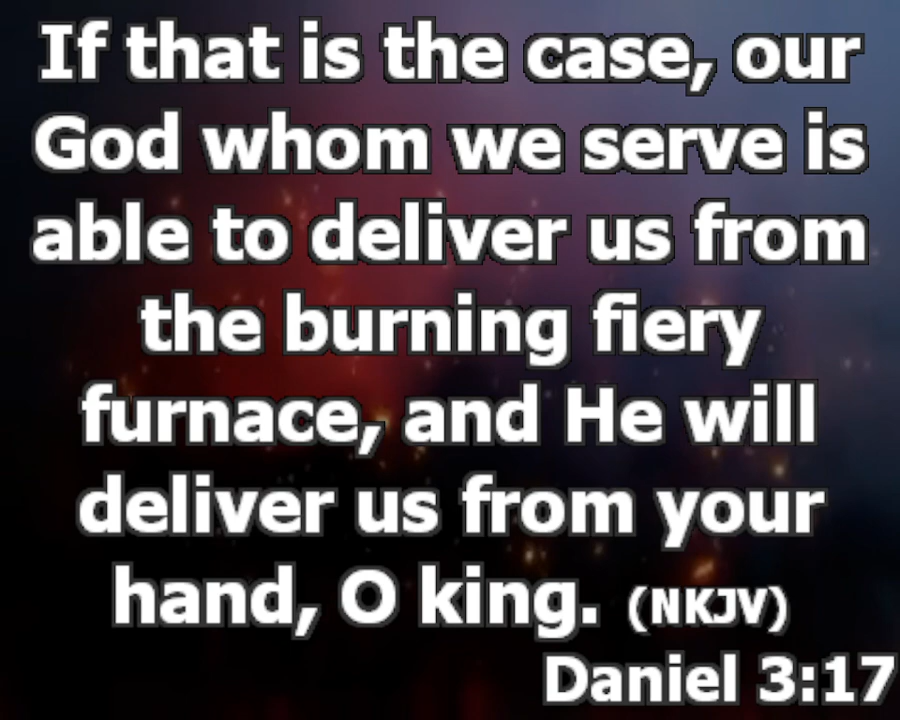 If that is the case, our
God whom we serve is
able to deliver us from
the burning fiery
furnace, and He will
deliver us from your
hand, O king. (NKJV)
Daniel 3:17